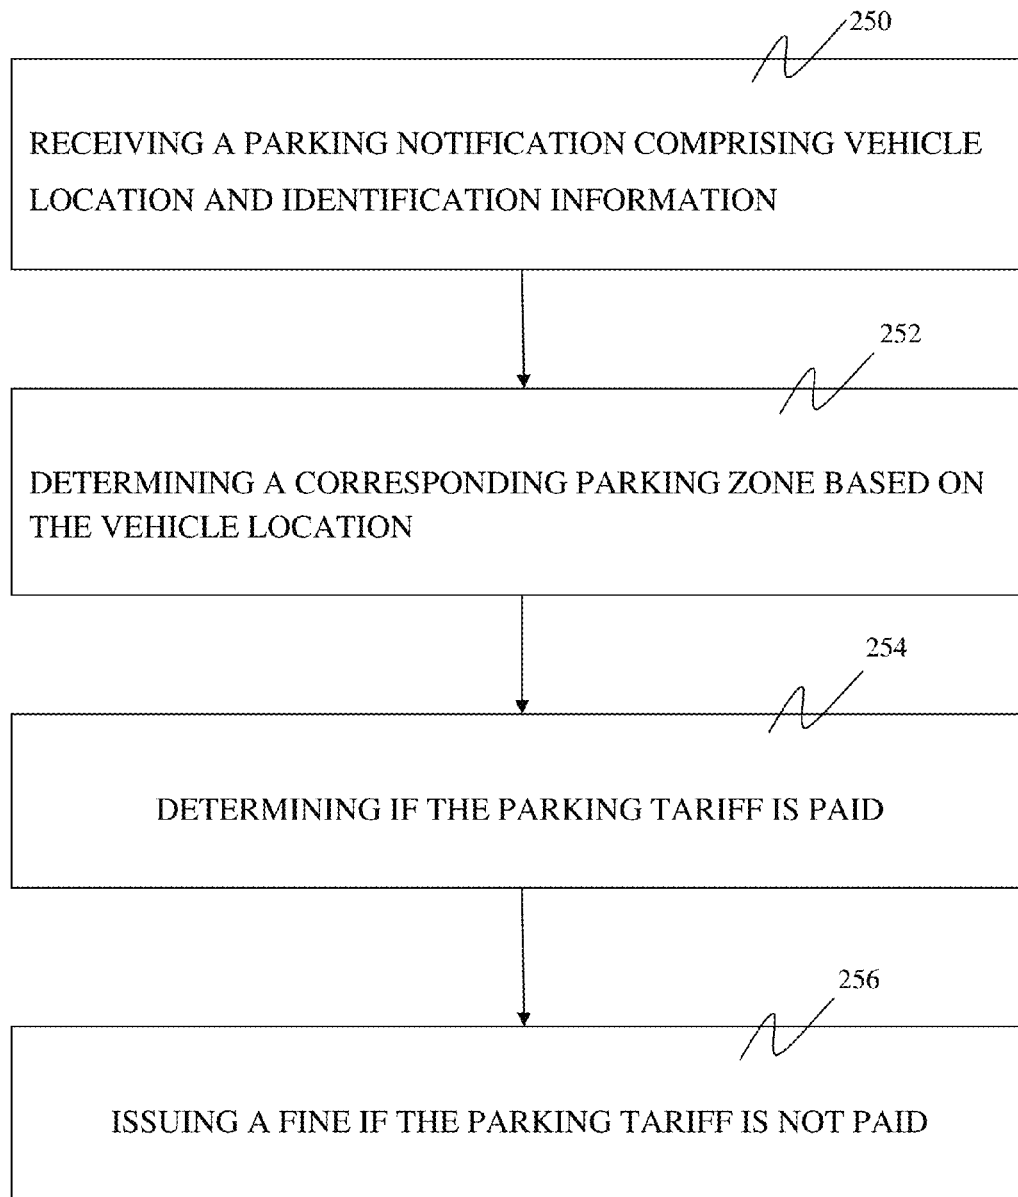 250
RECEIVING A PARKING NOTIFICATION COMPRISING VEHICLE
LOCATION AND IDENTIFICATION INFORMATION
252
DETERMINING A CORRESPONDING PARKING ZONE BASED ON
THE VEHICLE LOCATION
254
DETERMINING IF THE PARKING TARIFF IS PAID
256
ISSUING A FINE IF THE PARKING TARIFF IS NOT PAID